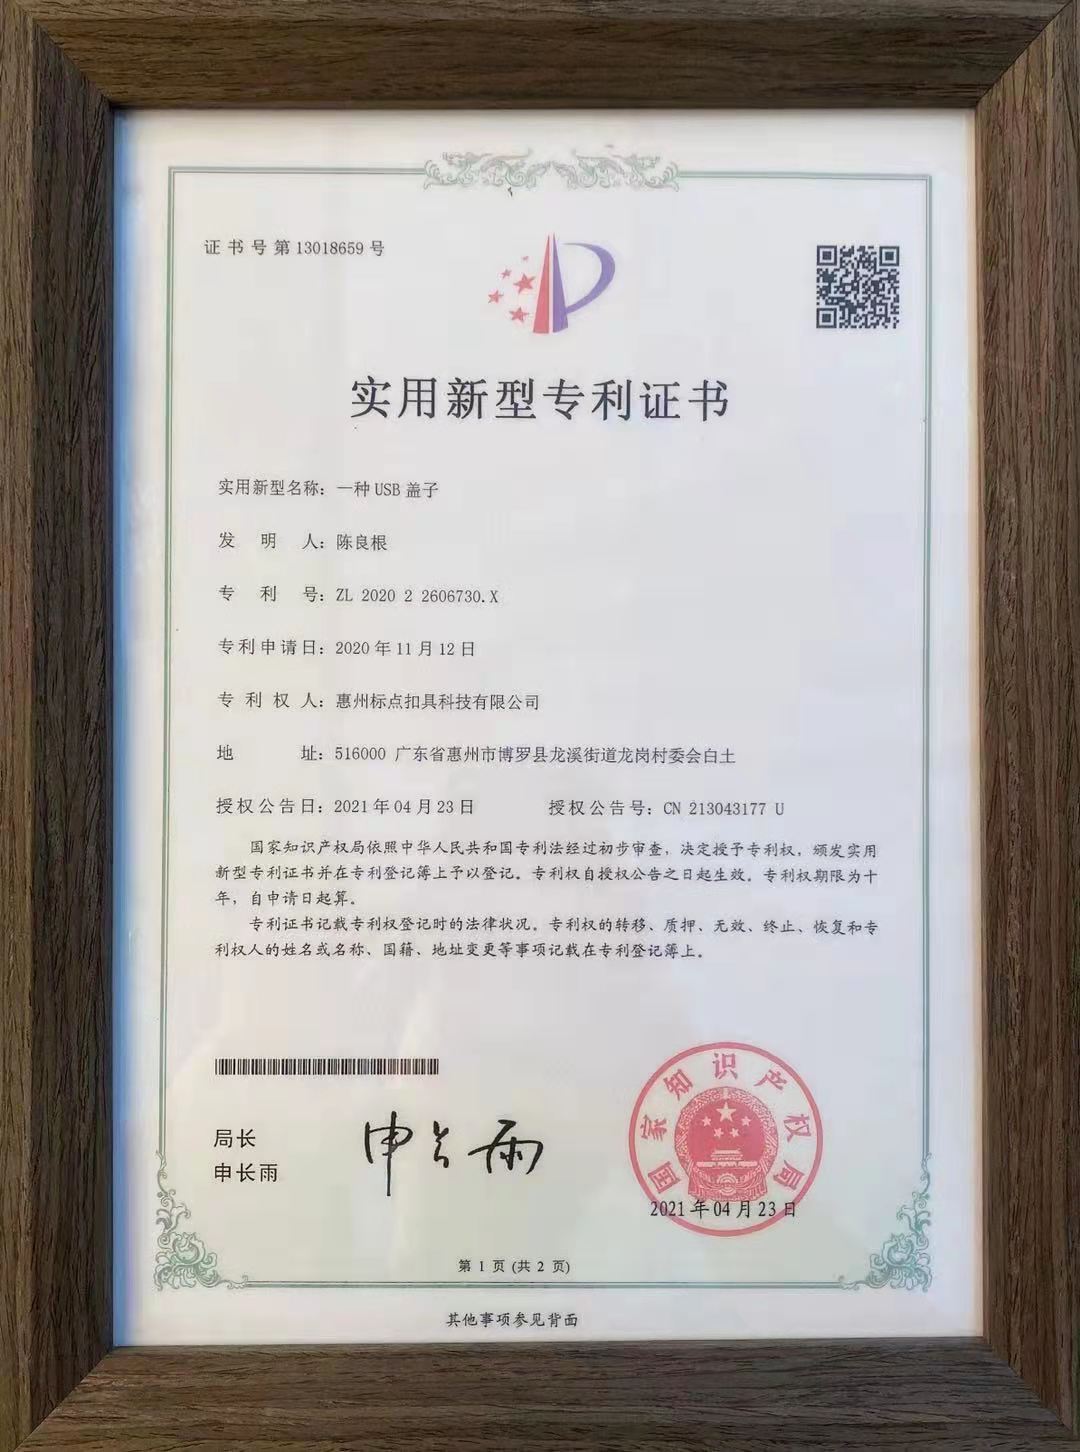 证书号第13018659号
实用新型专利证书
实用新型名称：一种USB盖子
发明人：陈良根
专利号：ZL 2020 2 2606730.X
专利申请日：2020年11月12日
专利权人：惠州标点扣具科技有限公司
地址：516000 广东省惠州市博罗县龙溪街道龙岗村委会白土
授权公告日：2021年04月23日 授权公告号：CN 213043177 U
国家知识产权局依照中华人民共和国专利法经过初步审查，决定授予专利权，颁发实用
新型专利证书并在专利登记簿上予以登记。专利权自授权公告之日起生效。专利权期限为十
年，自申请日起算。
专利证书记载专利权登记时的法律状况。专利权的转移、质押、无效、终止、恢复和专
利权人的姓名或名称、国籍、地址变更等事项记载在专利登记簿上。
局长
申长雨
申长雨
国家知识产权局
2021年04月23日
第 1 页 (共 2 页)
其他事项参见背面